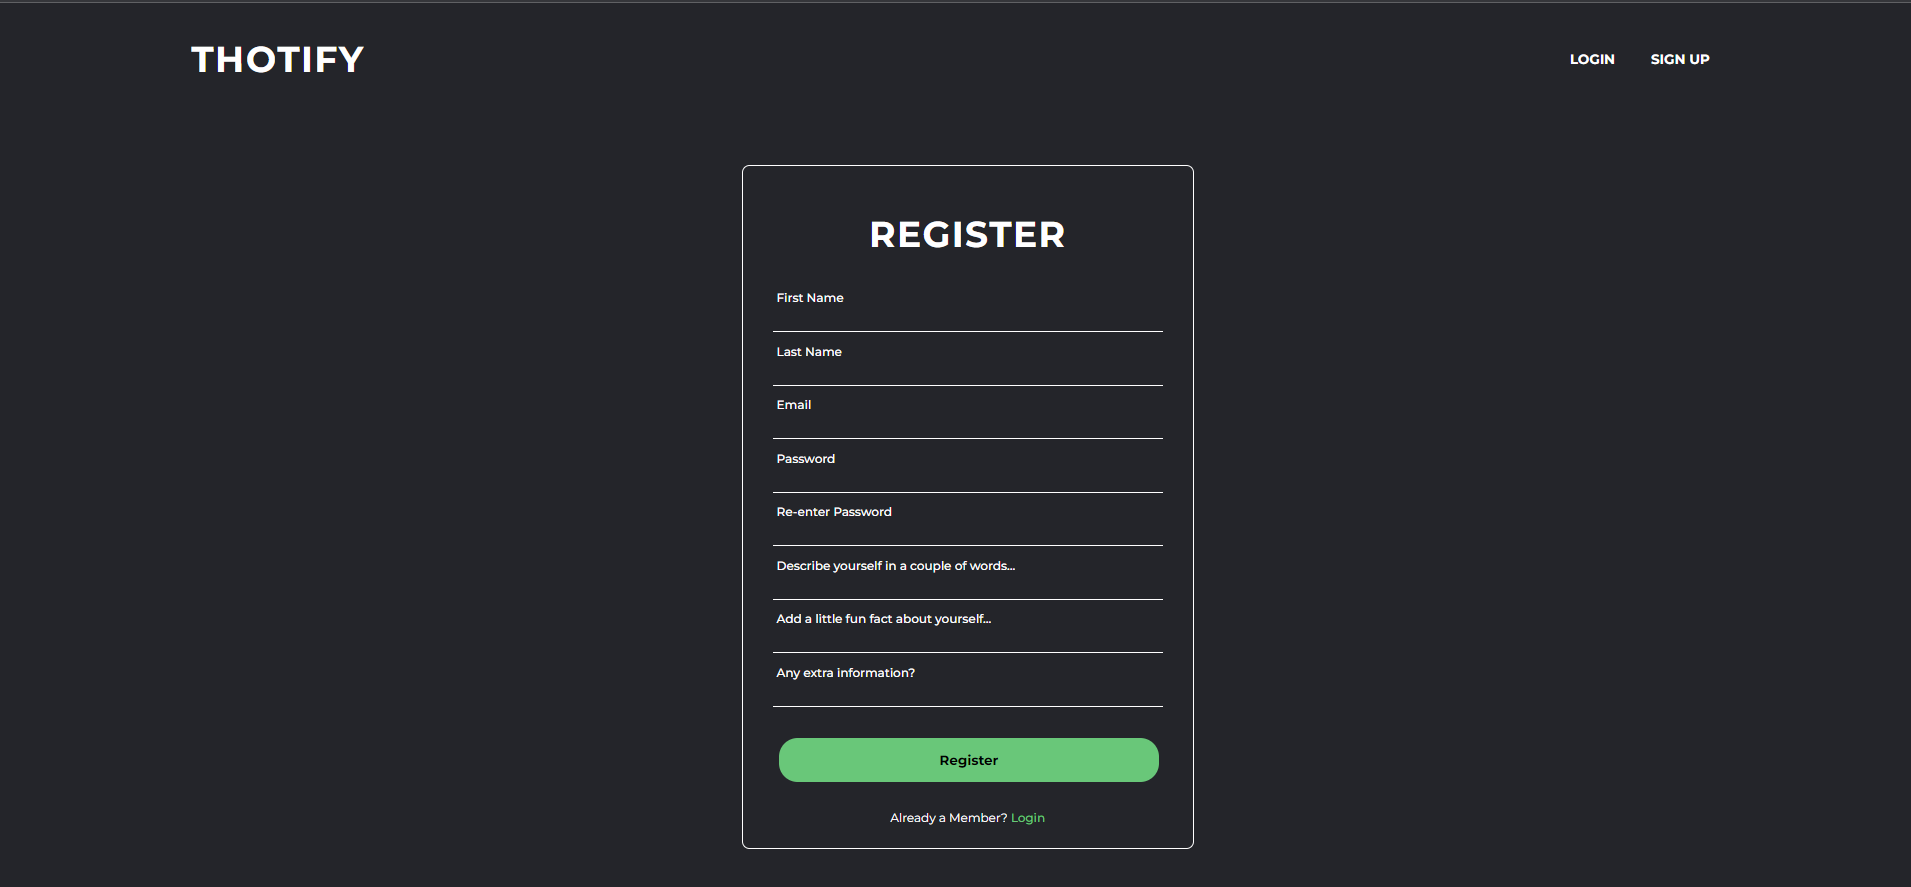 THOTIFY
LOGIN
SIGN UP
REGISTER
First Name
Last Name
Email
Password
Re-enter Password
Describe yourself in a couple of words...
Add a little fun fact about yourself...
Any extra information?
Register
Already a Member? Login